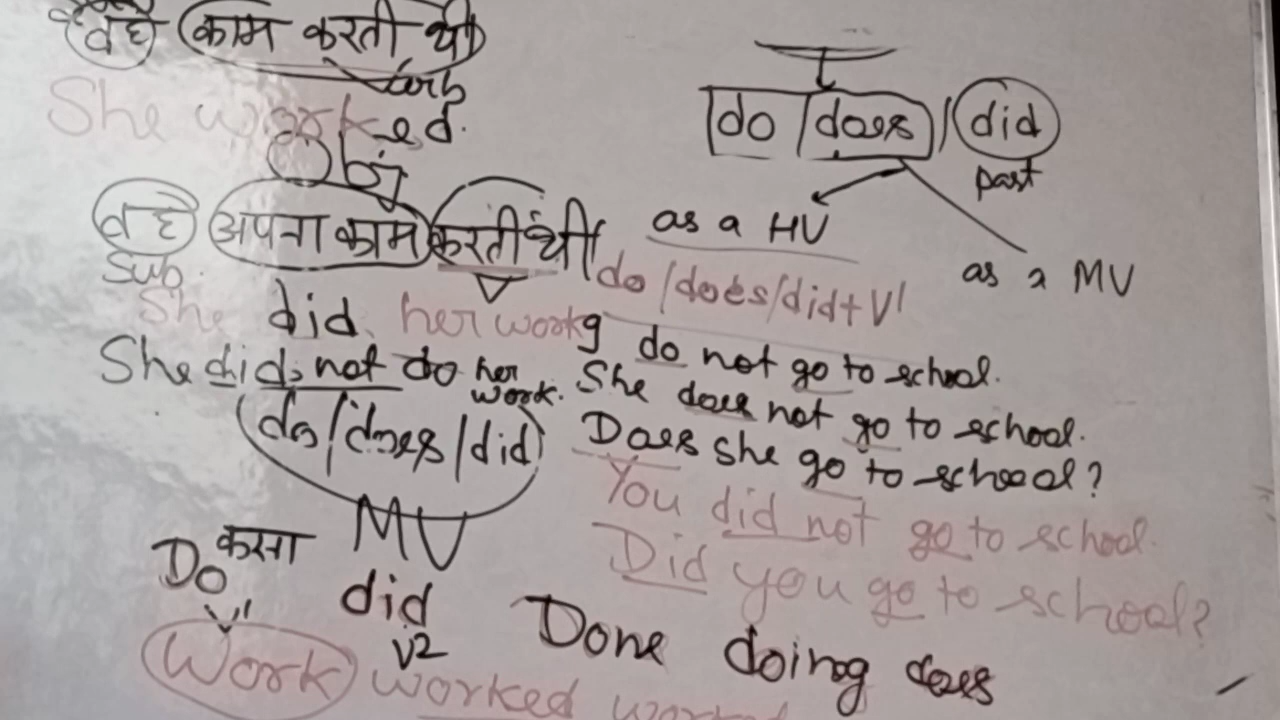 वह काम करती थी
verb
She worked.
Obj
वह अपना काम करती थी
Sub
She did her work
She did not do her work.
do/does/did
MV
Do करना did Done doing does
V1 V2
Work worked worked
do does / did
past
as a HV
as a MV
do/does/did+V1
I do not go to school.
She does not go to school.
Does she go to school?
You did not go to school.
Did you go to school?